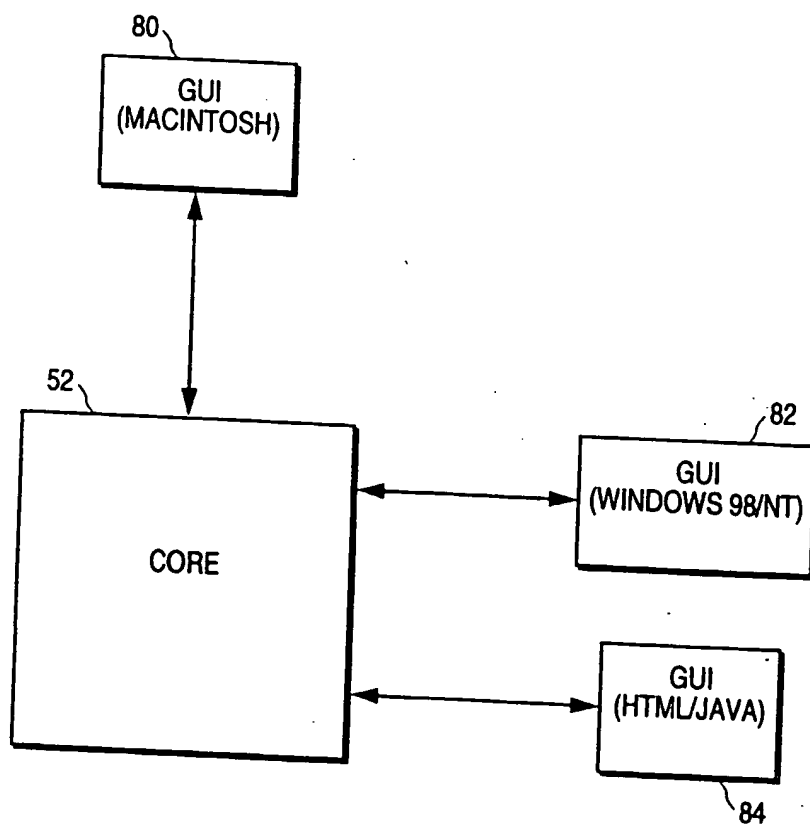 80
GUI
(MACINTOSH)
52
CORE
82
GUI
(WINDOWS 98/NT)
GUI
(HTML/JAVA)
84